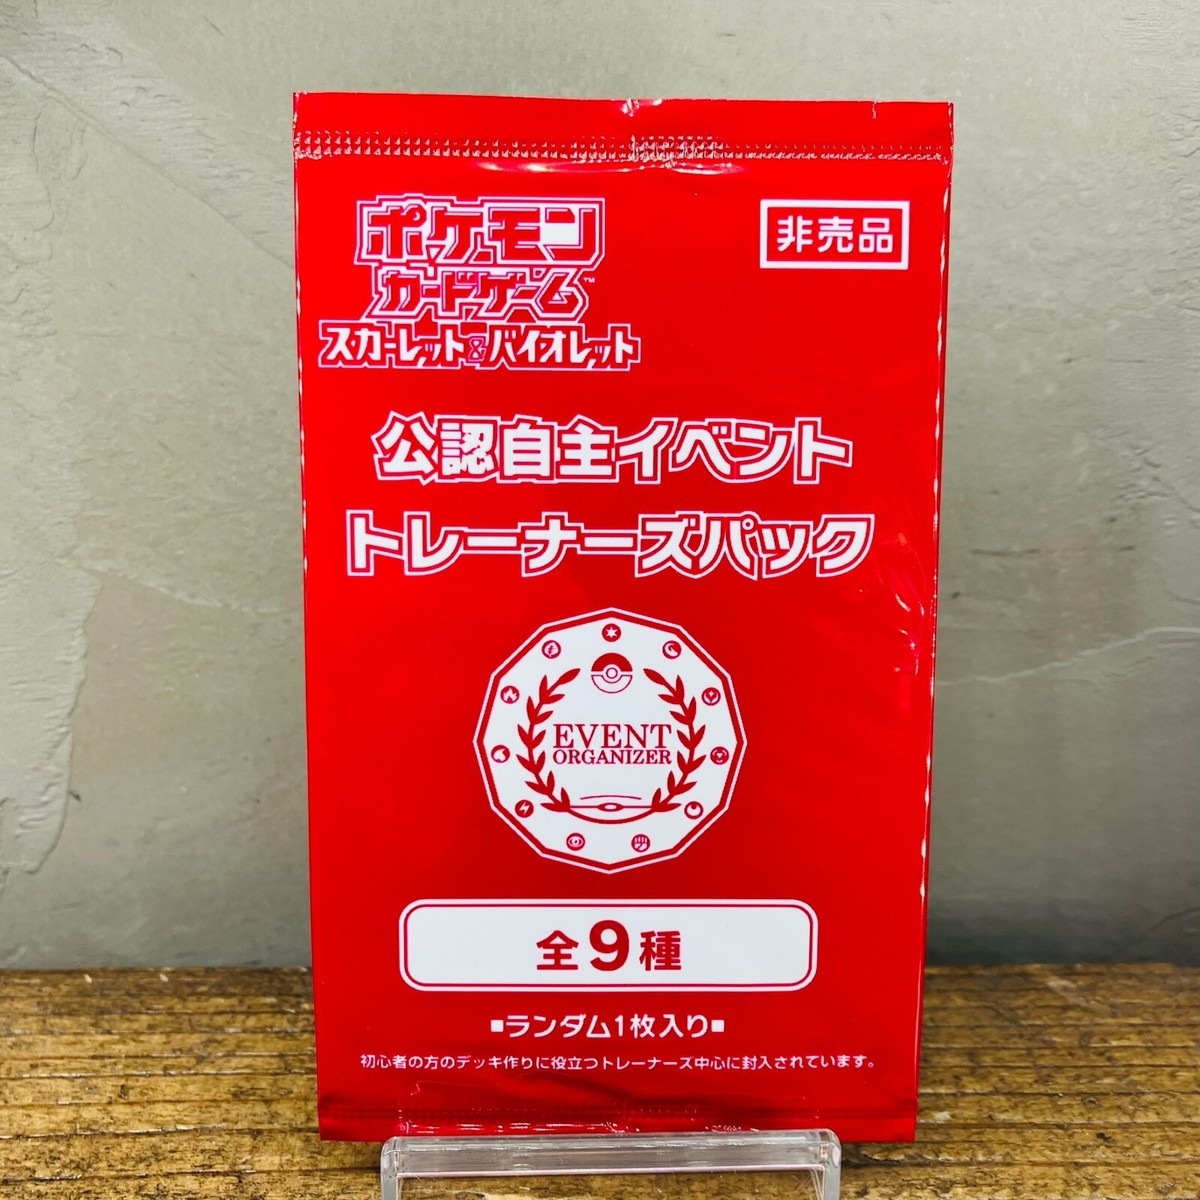 ポケモン
カードゲーム™
スカーレット&バイオレット
非売品
公認自主イベント
トレーナーズパック
EVENT
ORGANIZER
全9種
■ランダム1枚入り■
初心者の方のデッキ作りに役立つトレーナーズ中心に封入されています。